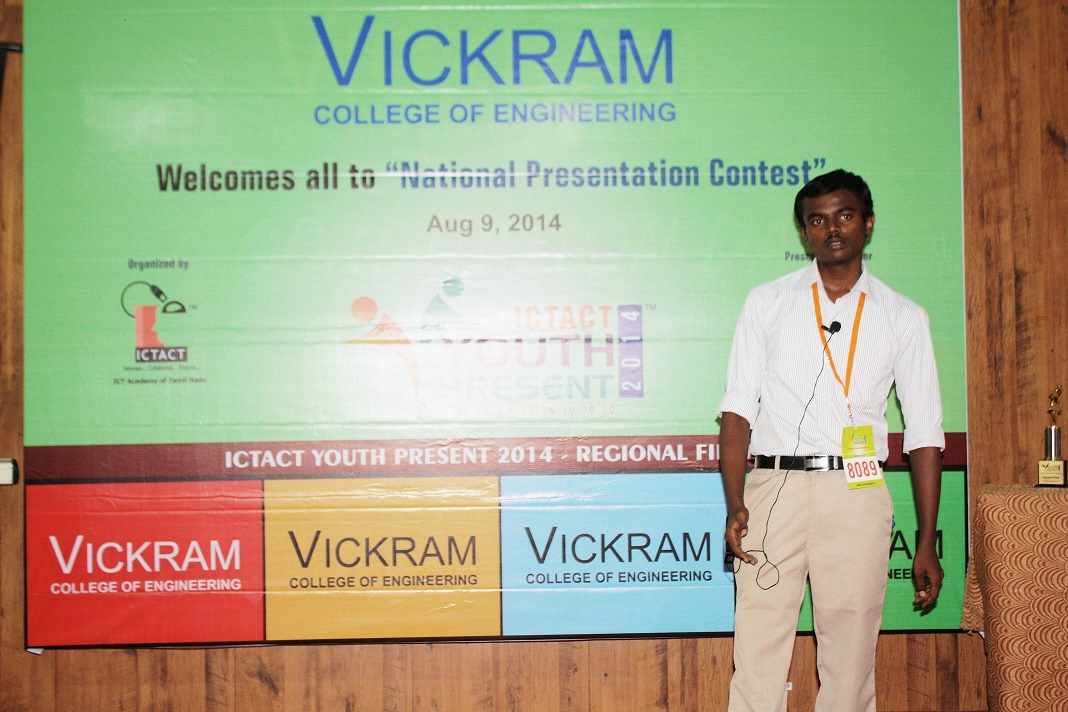 VICKRAM
COLLEGE OF ENGINEERING
Welcomes all to “National Presentation Contest”
Aug 9, 2014
Organized by
ICTACT
ICT Academy of Tamil Nadu
ICTACT
YOUTH
PRESENT
2014
TM
ICTACT YOUTH PRESENT 2014 - REGIONAL FI
VICKRAM
COLLEGE OF ENGINEERING
VICKRAM
COLLEGE OF ENGINEERING
VICKRAM
COLLEGE OF ENGINEERING
AM
8089